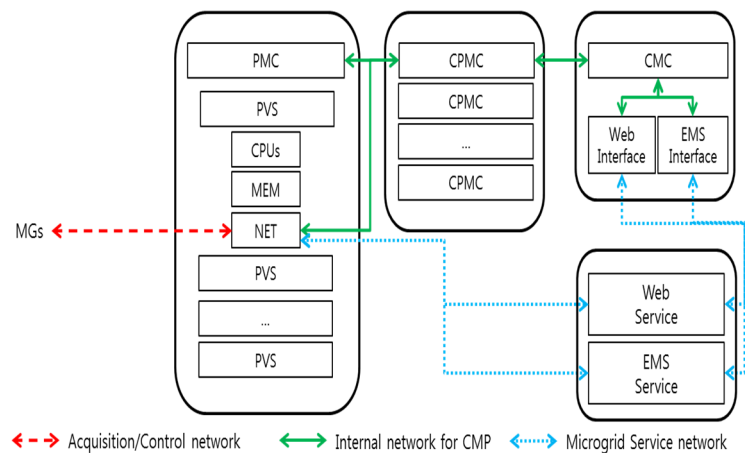 PMC
PVS
CPUs
MEM
NET
PVS
...
PVS
MGs
CPMC
CPMC
...
CPMC
CMC
Web
Interface
EMS
Interface
Web
Service
EMS
Service
Acquisition/Control network
Internal network for CMP
Microgrid Service network